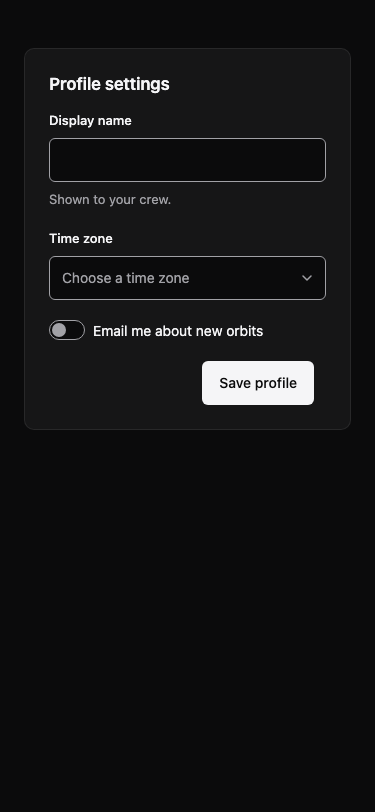 Profile settings
Display name
Shown to your crew.
Time zone
Choose a time zone
Email me about new orbits
Save profile